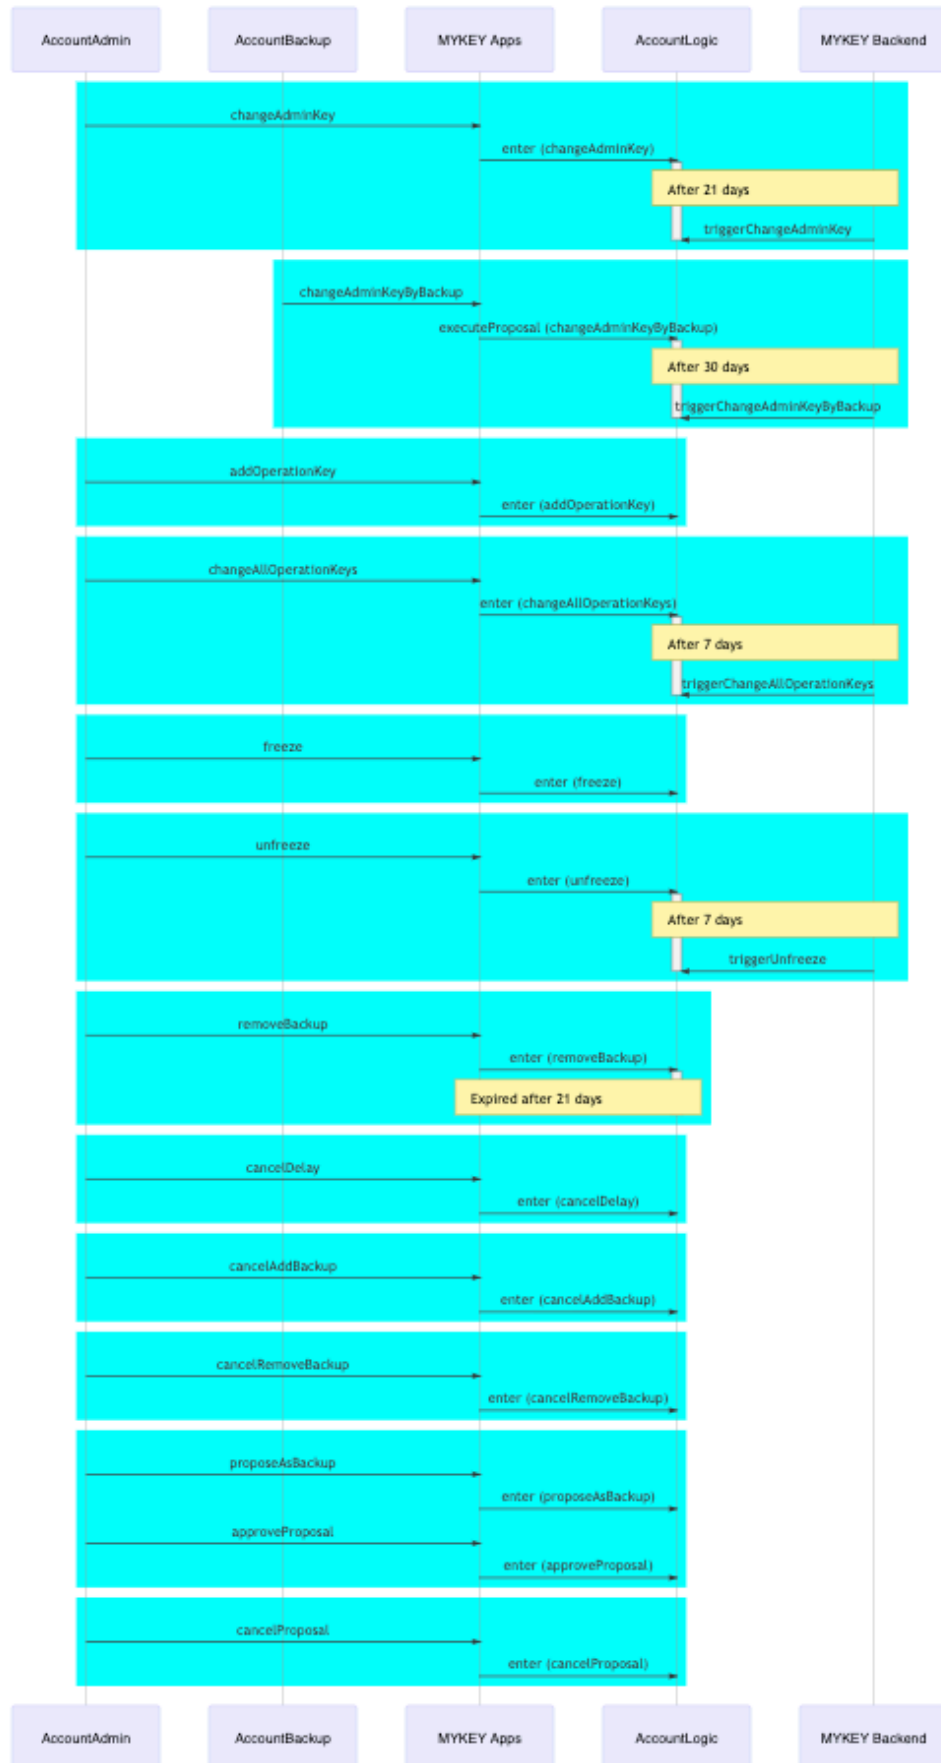 AccountAdmin
AccountBackup
MYKEY Apps
AccountLogic
MYKEY Backend
changeAdminKey
enter (changeAdminKey)
After 21 days
triggerChangeAdminKey
changeAdminKeyByBackup
executeProposal (changeAdminKeyByBackup)
After 30 days
triggerChangeAdminKeyByBackup
addOperationKey
enter (addOperationKey)
changeAllOperationKeys
enter (changeAllOperationKeys)
After 7 days
triggerChangeAllOperationKeys
freeze
enter (freeze)
unfreeze
enter (unfreeze)
After 7 days
triggerUnfreeze
removeBackup
enter (removeBackup)
Expired after 21 days
cancelDelay
enter (cancelDelay)
cancelAddBackup
enter (cancelAddBackup)
cancelRemoveBackup
enter (cancelRemoveBackup)
proposeAsBackup
enter (proposeAsBackup)
approveProposal
enter (approveProposal)
cancelProposal
enter (cancelProposal)
AccountAdmin
AccountBackup
MYKEY Apps
AccountLogic
MYKEY Backend